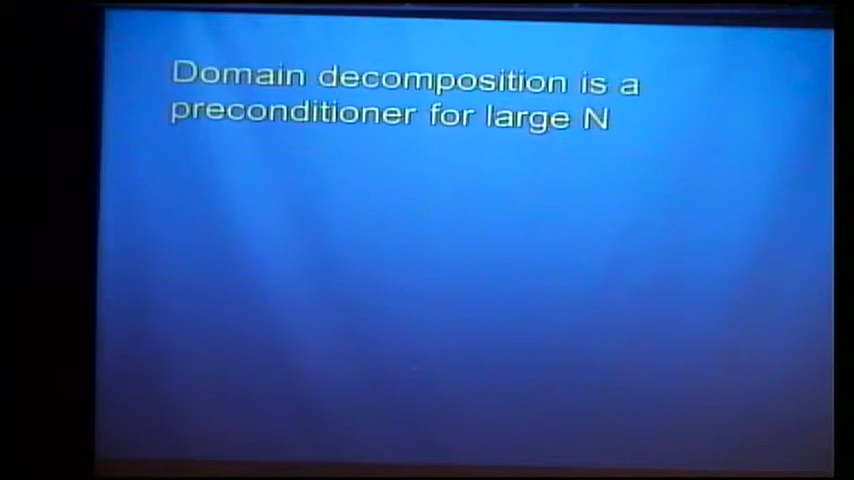 Domain decomposition is a
preconditioner for large N